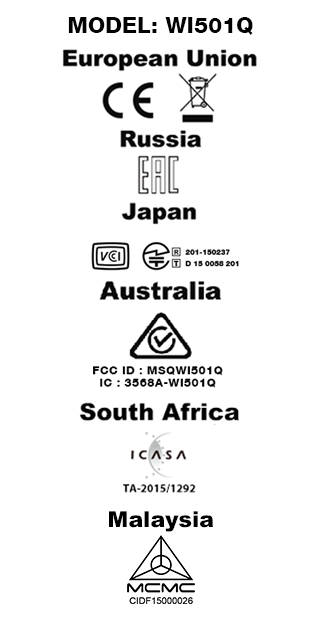 MODEL: WI501Q
European Union
CE
Russia
EAC
Japan
VCCI
R 201-150237
T D 15 0058 201
Australia
FCC ID : MSQWI501Q
IC : 3568A-WI501Q
South Africa
ICASA
TA-2015/1292
Malaysia
MCMC
CIDF15000026